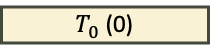 T₀ (0)